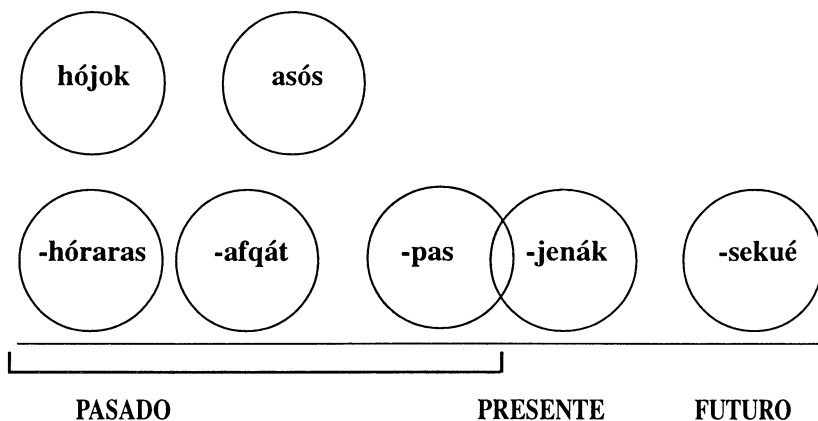 hójok asós
-hóraras -afqát -pas -jenák -sekué
PASADO PRESENTE FUTURO